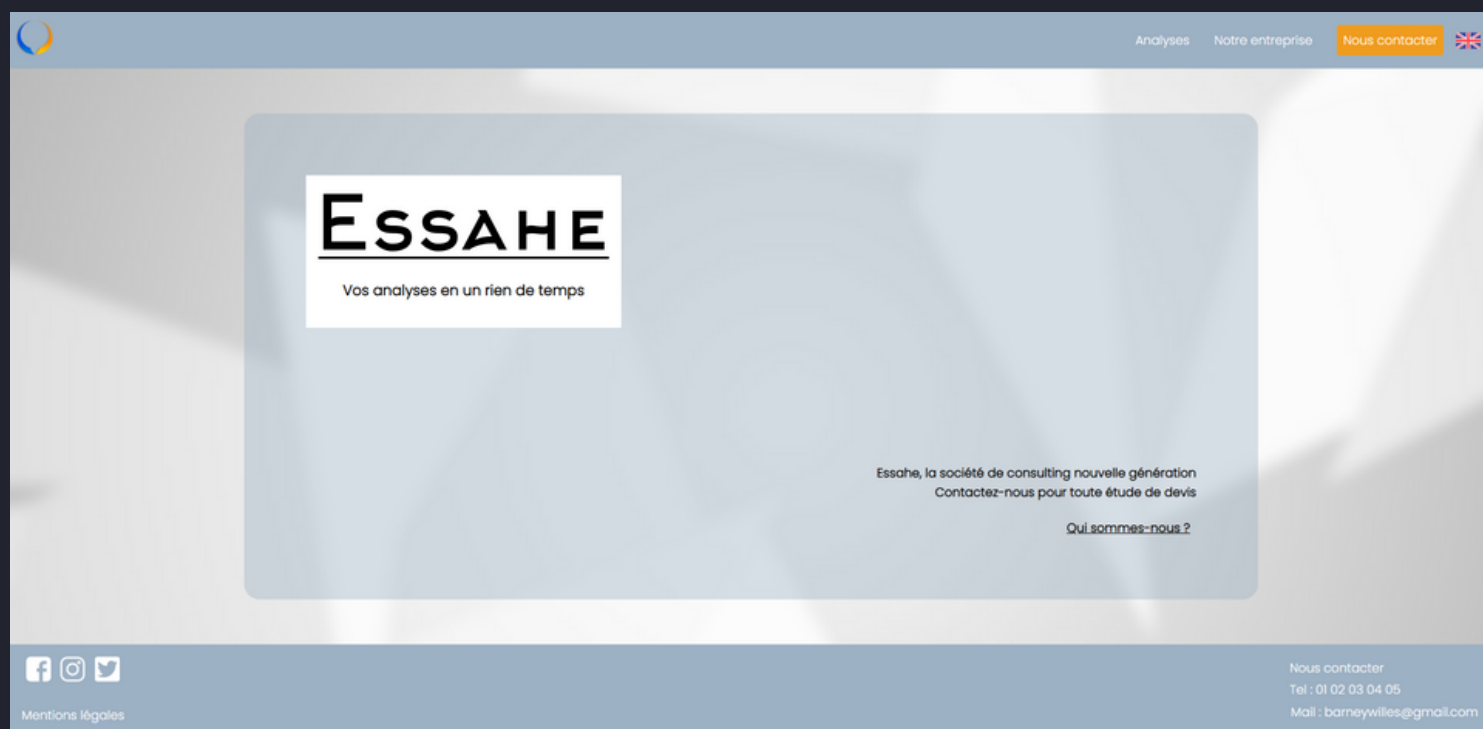 Analyses Notre entreprise Nous contacter
ESSAHE
Vos analyses en un rien de temps
Essahe, la société de consulting nouvelle génération
Contactez-nous pour toute étude de devis
Qui sommes-nous ?
Nous contacter
Tel : 01 02 03 04 05
Mentions légales
Mail : barneywilles@gmail.com